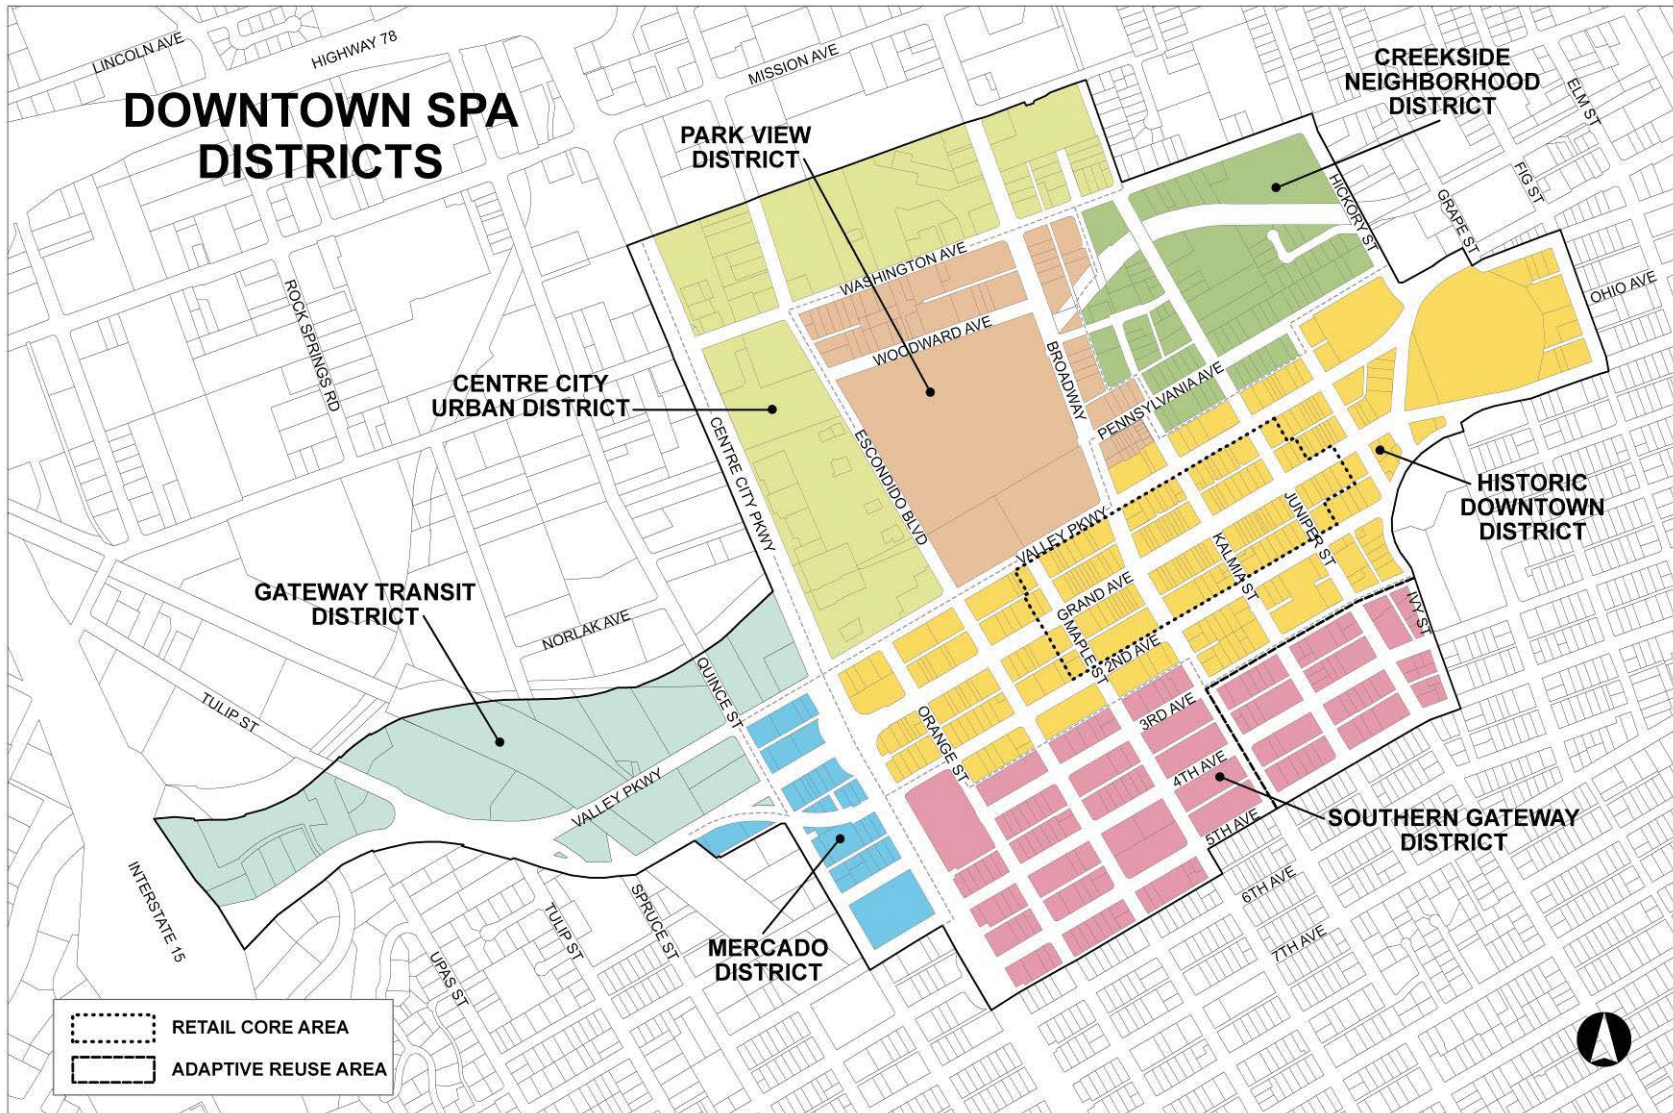 LINCOLN AVE
HIGHWAY 78
MISSION AVE
DOWNTOWN SPA
DISTRICTS
CREEKSIDE
NEIGHBORHOOD
DISTRICT
PARK VIEW
DISTRICT
ELM ST
FIG ST
GRAPE ST
HICKORY ST
OHIO AVE
WASHINGTON AVE
WOODWARD AVE
ROCK SPRINGS RD
BROADWAY
PENNSYLVANIA AVE
CENTRE CITY
URBAN DISTRICT
CENTRE CITY PKWY
ESCONDIDO BLVD
HISTORIC
DOWNTOWN
DISTRICT
VALLEY PKWY
JUNIPER ST
KALMIA ST
GRAND AVE
MAPLE ST
2ND AVE
IVY ST
GATEWAY TRANSIT
DISTRICT
NORLAK AVE
QUINCE ST
TULIP ST
ORANGE ST
3RD AVE
4TH AVE
5TH AVE
VALLEY PKWY
SOUTHERN GATEWAY
DISTRICT
INTERSTATE 15
6TH AVE
7TH AVE
TULIP ST
SPRUCE ST
UPAS ST
MERCADO
DISTRICT
RETAIL CORE AREA
ADAPTIVE REUSE AREA